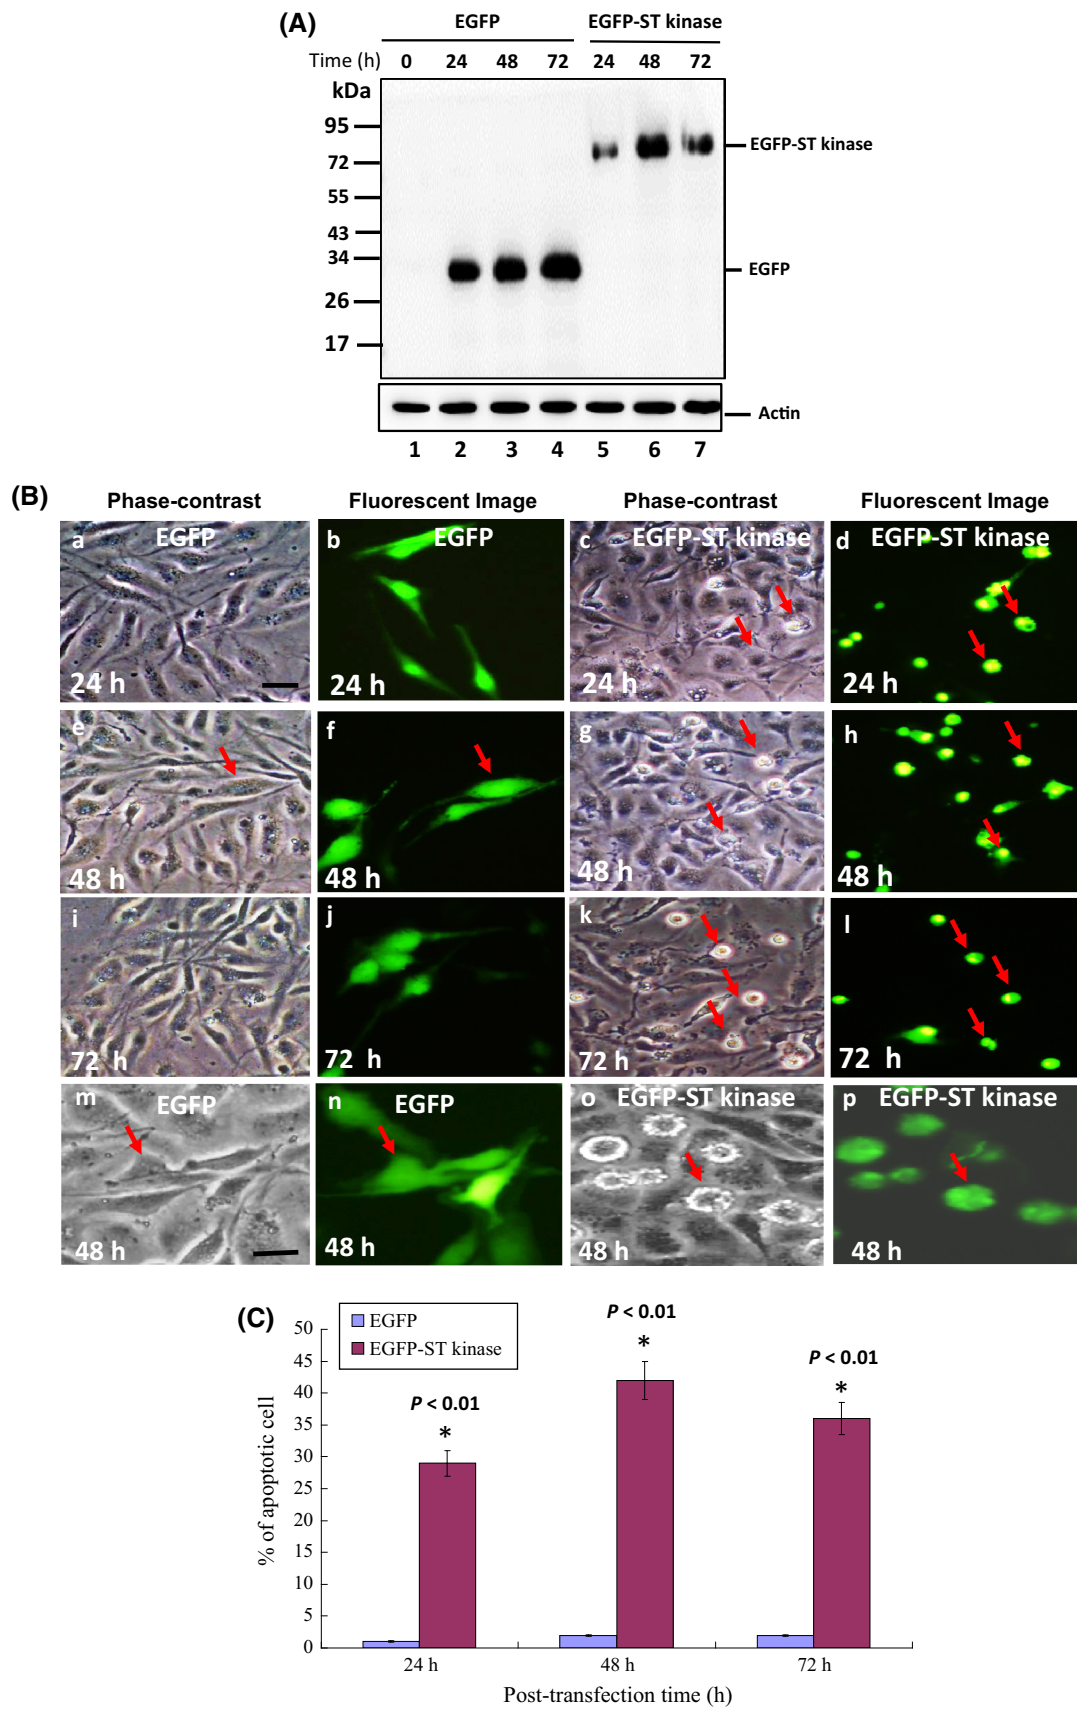 (A)
EGFP EGFP-ST kinase
Time (h) 0 24 48 72 24 48 72
kDa
95
EGFP-ST kinase
72
55
43
34
EGFP
26
17
Actin
1 2 3 4 5 6 7
(B)
Phase-contrast Fluorescent Image Phase-contrast Fluorescent Image
a EGFP b EGFP c EGFP-ST kinase d EGFP-ST kinase
24 h 24 h 24 h 24 h
e f g h
48 h 48 h 48 h 48 h
i j k l
72 h 72 h 72 h 72 h
m EGFP n EGFP o EGFP-ST kinase p EGFP-ST kinase
48 h 48 h 48 h 48 h
(C)
EGFP
EGFP-ST kinase
P < 0.01
*
P < 0.01
*
P < 0.01
*
% of apoptotic cell
50
45
40
35
30
25
20
15
10
5
0
24 h 48 h 72 h
Post-transfection time (h)